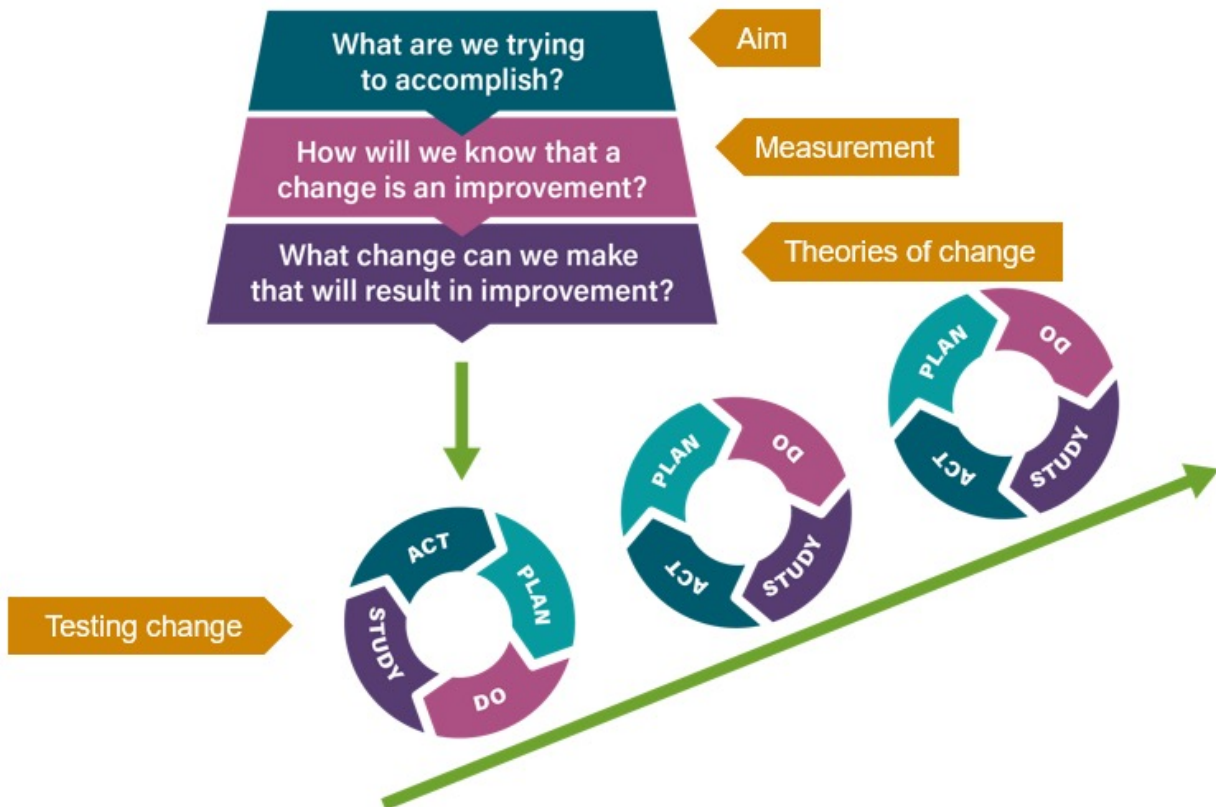 What are we trying
to accomplish?
Aim
How will we know that a
change is an improvement?
Measurement
What change can we make
that will result in improvement?
Theories of change
PLAN
DO
STUDY
ACT
PLAN
DO
STUDY
ACT
Testing change
ACT
PLAN
DO
STUDY